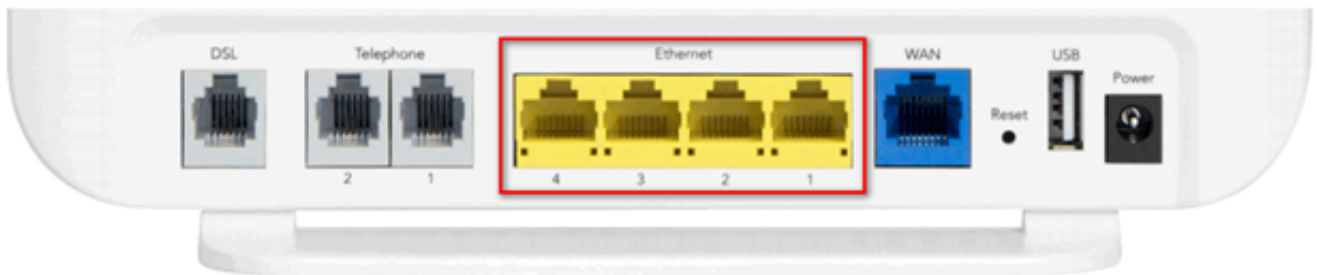 DSL
Telephone
Ethernet
WAN
USB
Power
Reset
2 1
4 3 2 1